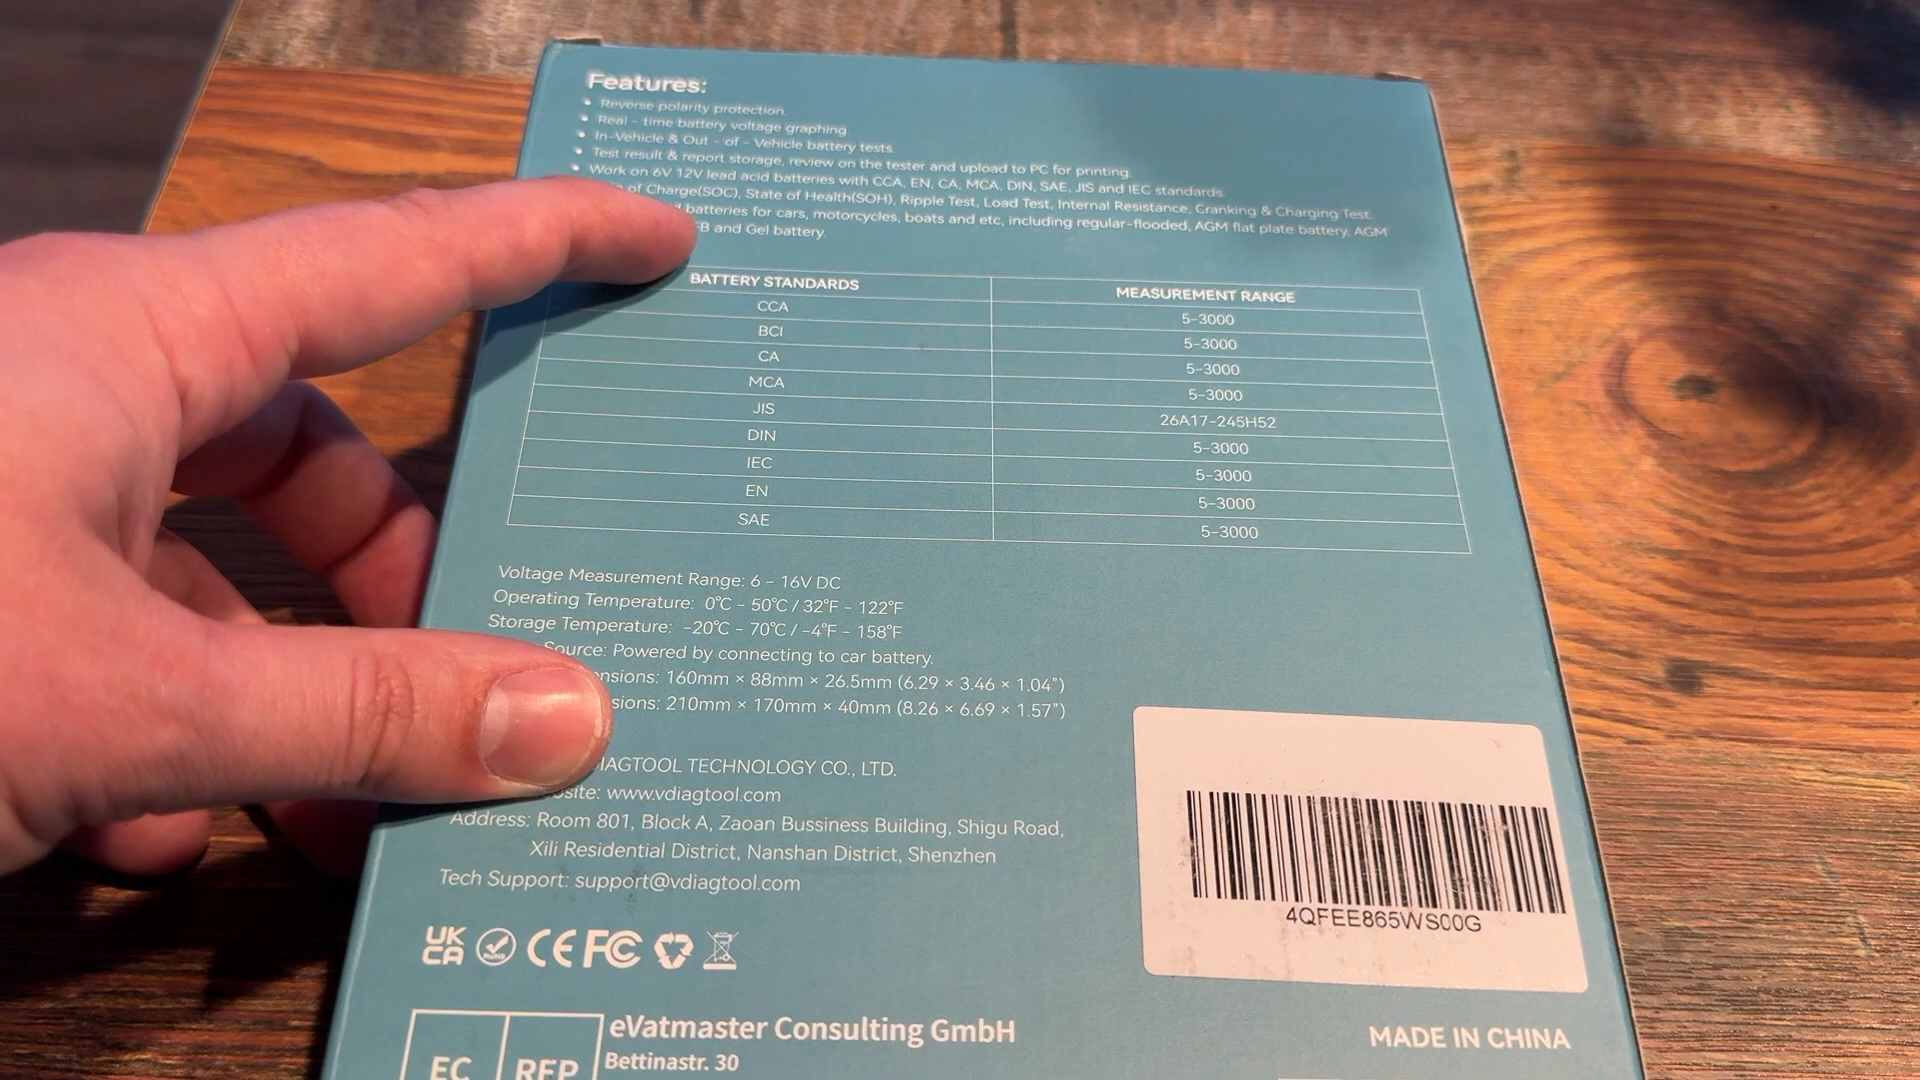 Features:
• Reverse polarity protection.
• Real - time battery voltage graphing.
• In-Vehicle & Out - of - Vehicle battery tests.
• Test result & report storage, review on the tester and upload to PC for printing.
• Work on 6V 12V lead acid batteries with CCA, EN, CA, MCA, DIN, SAE, JIS and IEC standards.
of Charge(SOC), State of Health(SOH), Ripple Test, Load Test, Internal Resistance, Cranking & Charging Test.
batteries for cars, motorcycles, boats and etc, including regular-flooded, AGM flat plate battery, AGM
and Gel battery.
BATTERY STANDARDS MEASUREMENT RANGE
CCA 5-3000
BCI 5-3000
CA 5-3000
MCA 5-3000
JIS 26A17-245H52
DIN 5-3000
IEC 5-3000
EN 5-3000
SAE 5-3000
Voltage Measurement Range: 6 - 16V DC
Operating Temperature: 0℃ - 50℃ / 32℉ - 122℉
Storage Temperature: -20℃ - 70℃ / -4℉ - 158℉
Source: Powered by connecting to car battery.
160mm × 88mm × 26.5mm (6.29 × 3.46 × 1.04")
210mm × 170mm × 40mm (8.26 × 6.69 × 1.57")
TECHNOLOGY CO., LTD.
www.vdiagtool.com
Address: Room 801, Block A, Zaoan Bussiness Building, Shigu Road,
Xili Residential District, Nanshan District, Shenzhen
Tech Support: support@vdiagtool.com
4QFEE865WS00G
UK CA RoHS CE FC
EC REP
eVatmaster Consulting GmbH
Bettinastr. 30
MADE IN CHINA